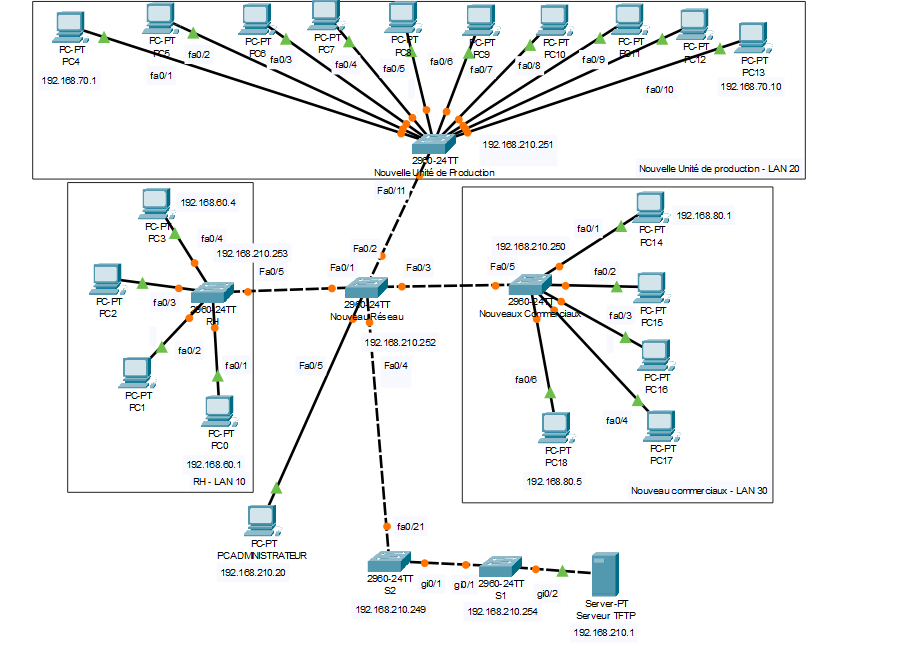 PC-PT
PC4
192.168.70.1
PC-PT
PC5
fa0/2
fa0/1
PC-PT
PC6
fa0/3
PC-PT
PC7
fa0/4
PC-PT
PC8
fa0/5
fa0/6
PC-PT
PC9
fa0/7
PC-PT
PC10
fa0/8
PC-PT
PC11
fa0/9
PC-PT
PC12
fa0/10
PC-PT
PC13
192.168.70.10
2960-24TT
Nouvelle Unité de Production
192.168.210.251
Nouvelle Unité de production - LAN 20
Fa0/11
PC-PT
PC3
192.168.60.4
fa0/4
192.168.210.253
Fa0/5
PC-PT
PC2
fa0/3
2960-24TT
RH
fa0/2
PC-PT
PC1
fa0/1
PC-PT
PC0
192.168.60.1
RH - LAN 10
Fa0/2
Fa0/1
Fa0/3
2960-24TT
Nouveau Réseau
192.168.210.252
Fa0/5
Fa0/4
192.168.210.250
Fa0/5
2960-24TT
Nouveaux Commerciaux
fa0/1
PC-PT
PC14
192.168.80.1
fa0/2
PC-PT
PC15
fa0/3
PC-PT
PC16
fa0/4
PC-PT
PC17
fa0/6
PC-PT
PC18
192.168.80.5
Nouveau commerciaux - LAN 30
PC-PT
PC ADMINISTRATEUR
192.168.210.20
fa0/21
2960-24TT
S2
192.168.210.249
gi0/1
gi0/1
2960-24TT
S1
192.168.210.254
gi0/2
Server-PT
Serveur TFTP
192.168.210.1